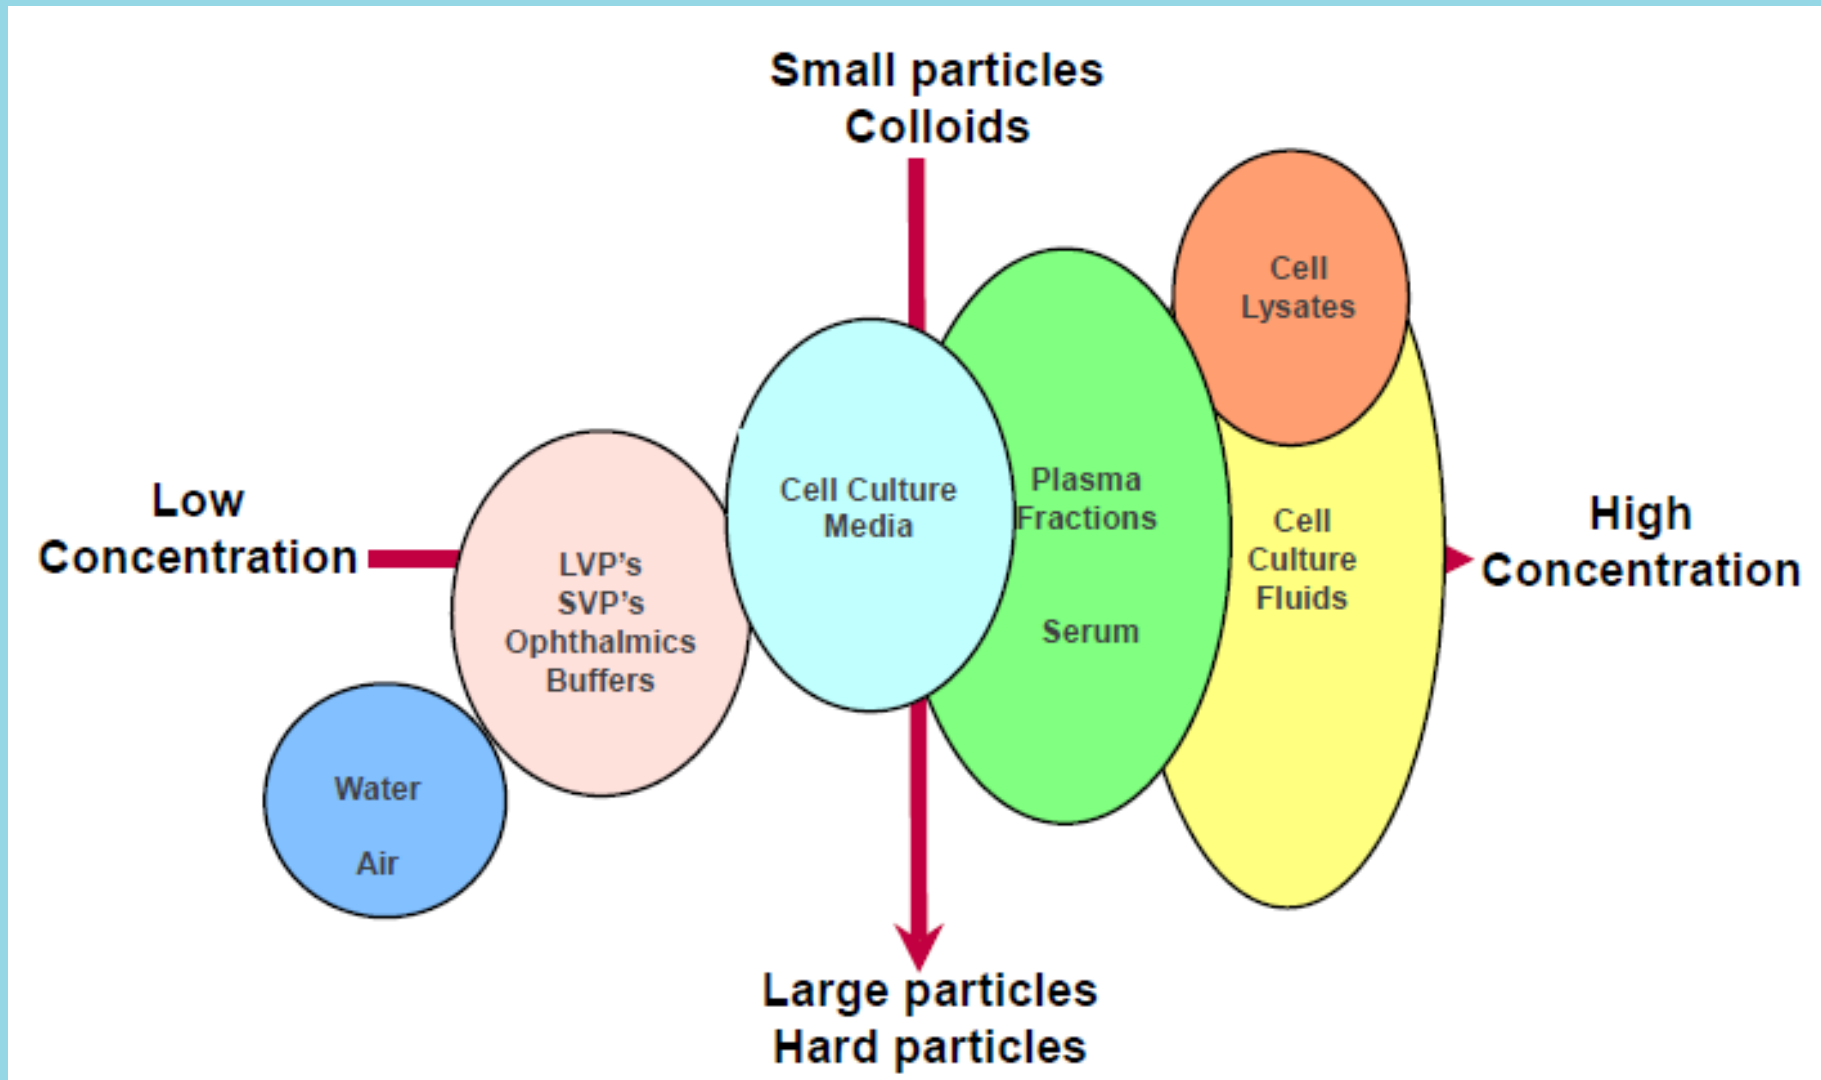 Small particles
Colloids
Cell
Lysates
Low
Concentration
LVP's
SVP's
Ophthalmics
Buffers
Cell Culture
Media
Plasma
Fractions
Serum
Cell
Culture
Fluids
High
Concentration
Water
Air
Large particles
Hard particles